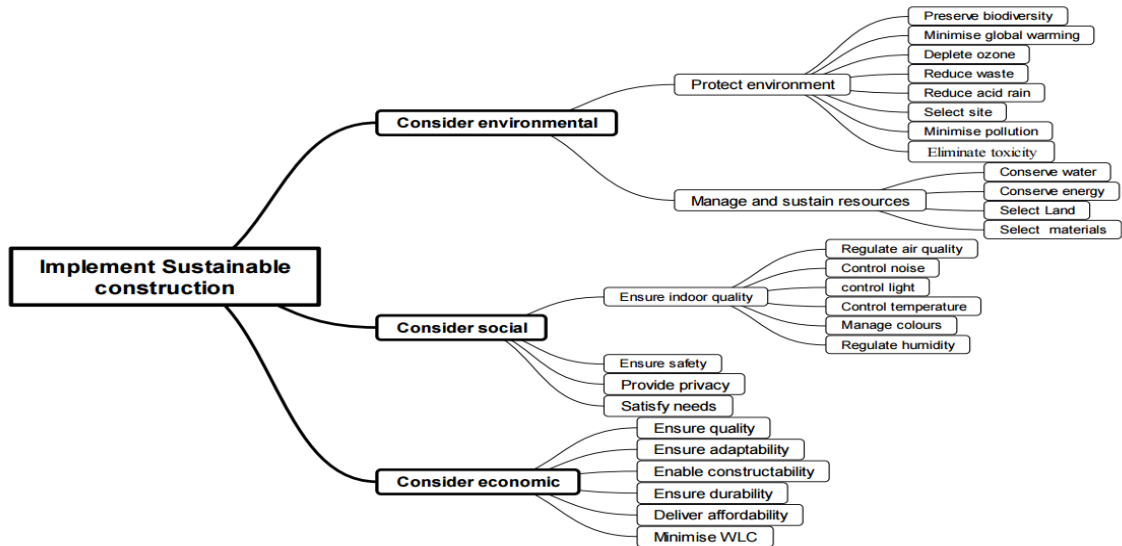 Implement Sustainable
construction
Consider environmental
Protect environment
Preserve biodiversity
Minimise global warming
Deplete ozone
Reduce waste
Reduce acid rain
Select site
Minimise pollution
Eliminate toxicity
Manage and sustain resources
Conserve water
Conserve energy
Select Land
Select materials
Consider social
Ensure indoor quality
Regulate air quality
Control noise
control light
Control temperature
Manage colours
Regulate humidity
Ensure safety
Provide privacy
Satisfy needs
Consider economic
Ensure quality
Ensure adaptability
Enable constructability
Ensure durability
Deliver affordability
Minimise WLC